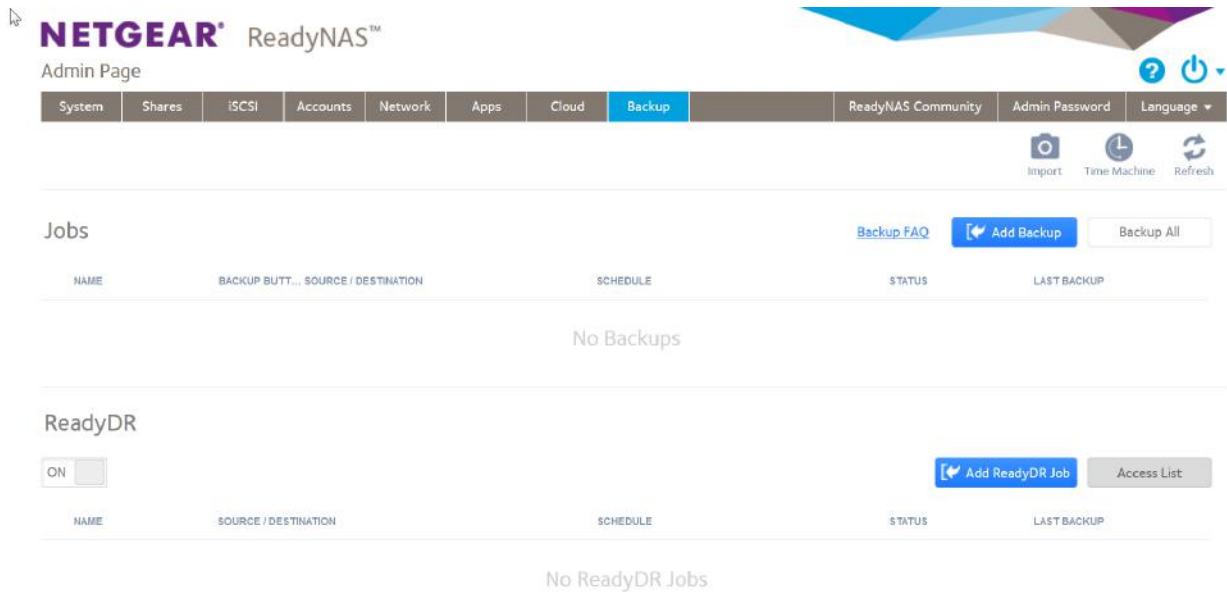 NETGEAR® ReadyNAS™
Admin Page
?
System Shares iSCSI Accounts Network Apps Cloud Backup ReadyNAS Community Admin Password Language
Import Time Machine Refresh
Jobs Backup FAQ Add Backup Backup All
NAME BACKUP BUTT... SOURCE / DESTINATION SCHEDULE STATUS LAST BACKUP
No Backups
ReadyDR
ON Add ReadyDR Job Access List
NAME SOURCE / DESTINATION SCHEDULE STATUS LAST BACKUP
No ReadyDR Jobs